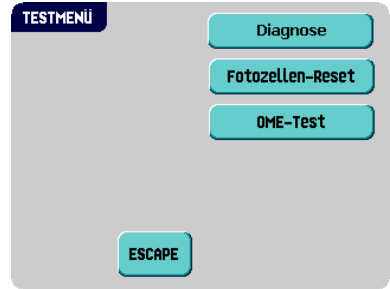 TESTMENÜ
Diagnose
Fotozellen-Reset
OME-Test
ESCAPE